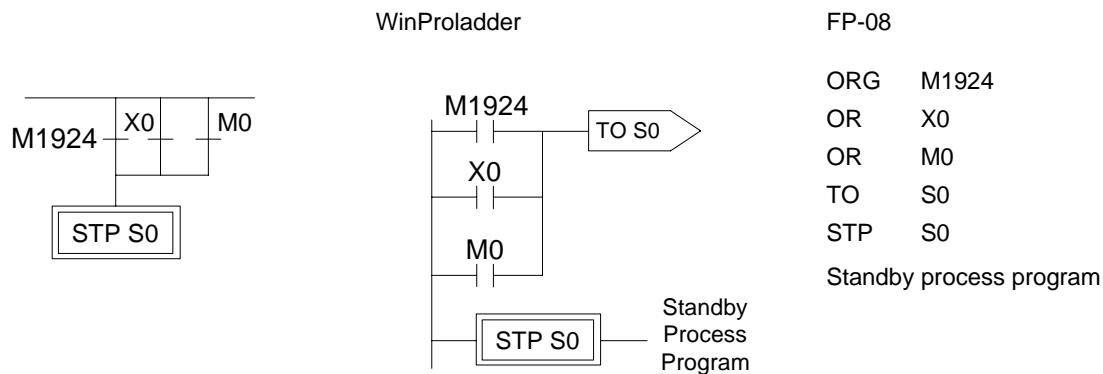 WinProladder
FP-08
M1924 X0 M0
STP S0
M1924
TO S0
X0
M0
STP S0
Standby
Process
Program
ORG M1924
OR X0
OR M0
TO S0
STP S0
Standby process program